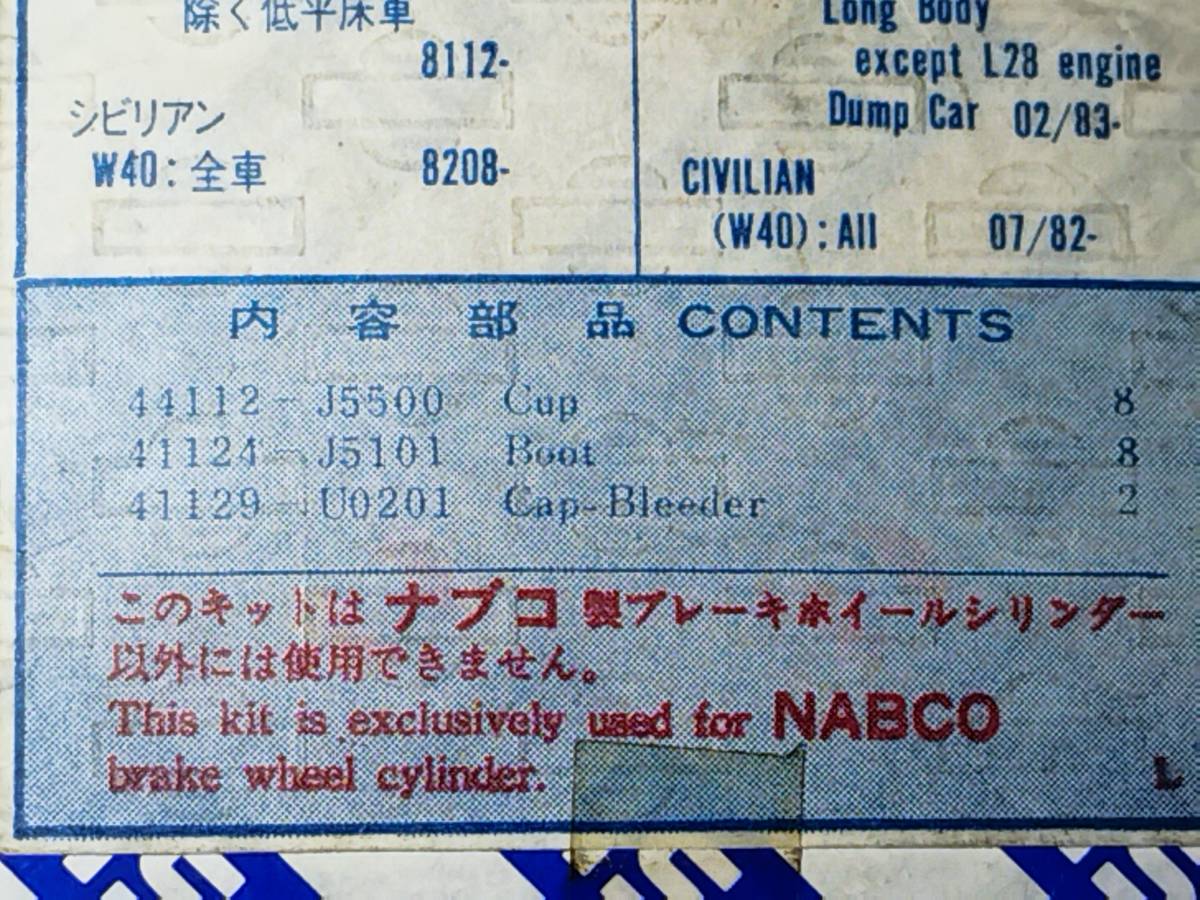 除く低平床車
8112-
シビリアン
W40:全車 8208-
Long Body
except L28 engine
Dump Car 02/83-
CIVILIAN
(W40):All 07/82-
内容部品 CONTENTS
44112-J5500 Cup 8
41124-J5101 Boot 8
41129-U0201 Cap-Bleeder 2
このキットは ナブコ 製ブレーキホイールシリンダー
以外には使用できません。
This kit is exclusively used for NABCO
brake wheel cylinder.
L